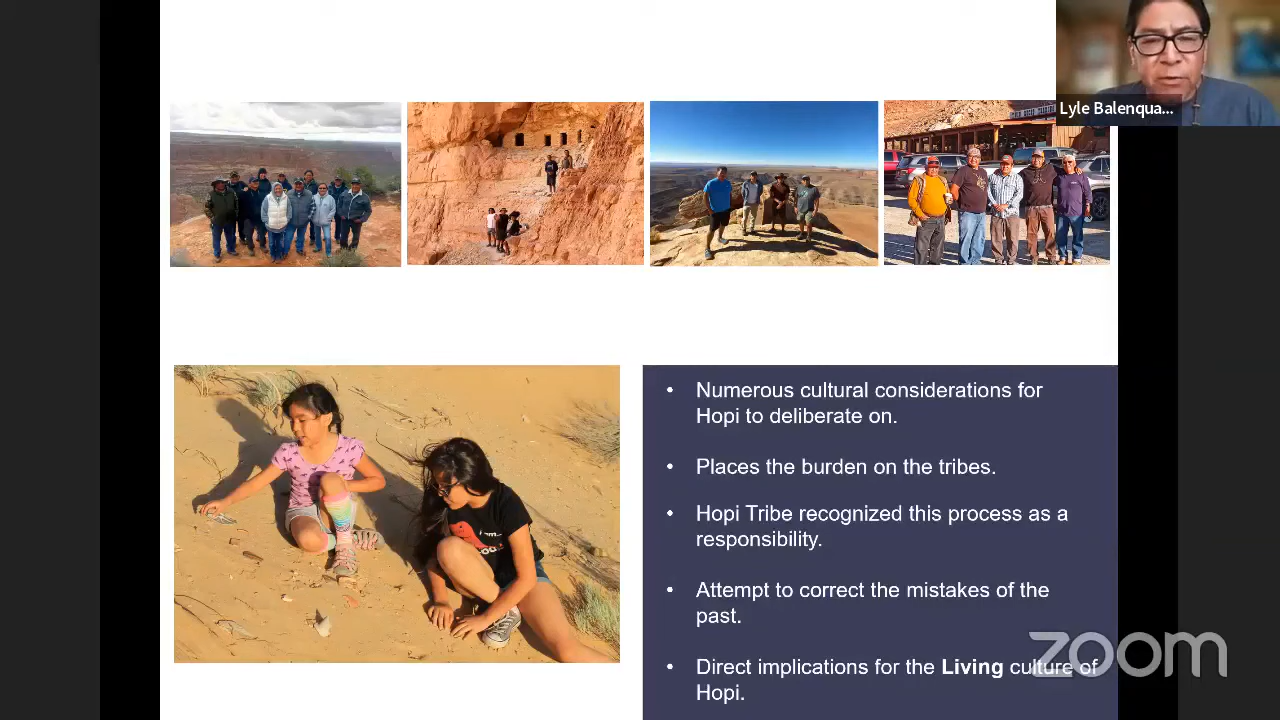 Lyle Balenqua...
• Numerous cultural considerations for
Hopi to deliberate on.
• Places the burden on the tribes.
• Hopi Tribe recognized this process as a
responsibility.
• Attempt to correct the mistakes of the
past.
• Direct implications for the Living culture of
Hopi.
zoom